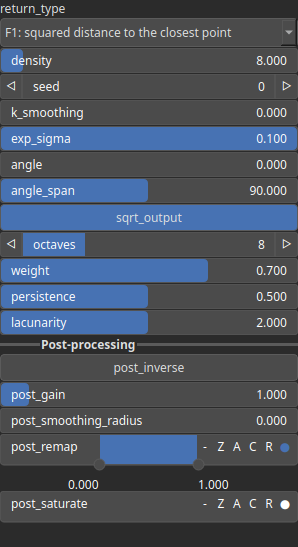 return_type
F1: squared distance to the closest point
density 8.000
seed 0
k_smoothing 0.000
exp_sigma 0.100
angle 0.000
angle_span 90.000
sqrt_output
octaves 8
weight 0.700
persistence 0.500
lacunarity 2.000
Post-processing
post_inverse
post_gain 1.000
post_smoothing_radius 0.000
post_remap - Z A C R
0.000 1.000
post_saturate - Z A C R